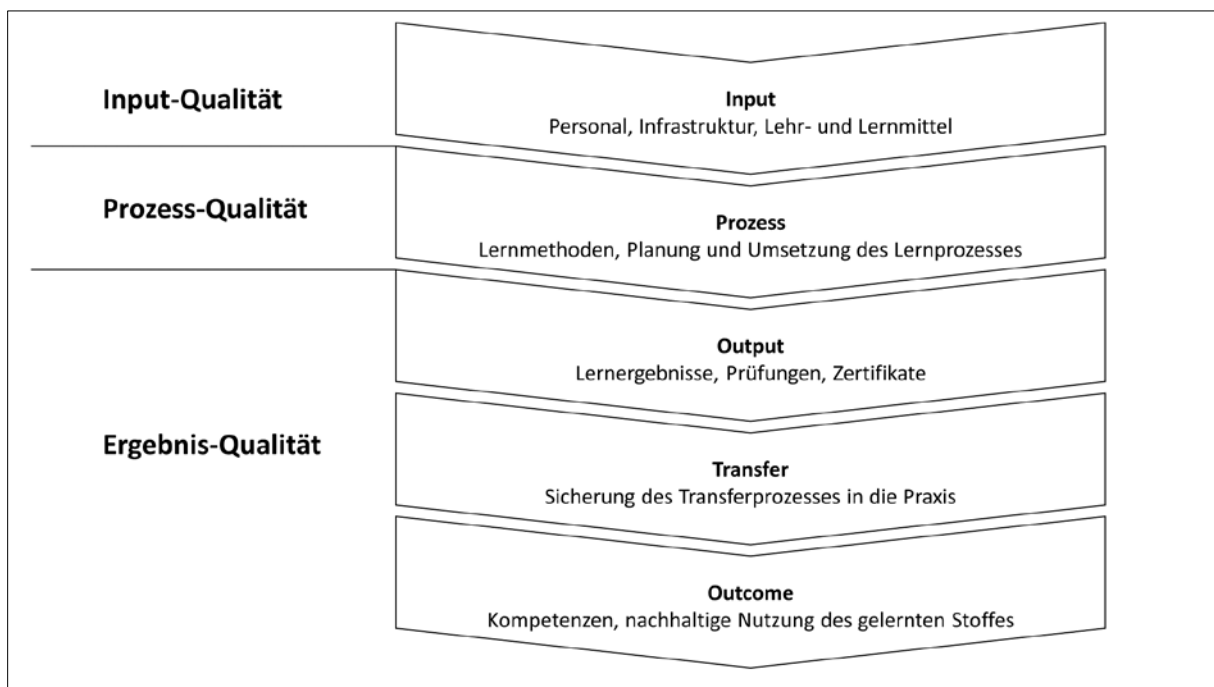 Input-Qualität
Input
Personal, Infrastruktur, Lehr- und Lernmittel
Prozess-Qualität
Prozess
Lernmethoden, Planung und Umsetzung des Lernprozesses
Output
Lernergebnisse, Prüfungen, Zertifikate
Ergebnis-Qualität
Transfer
Sicherung des Transferprozesses in die Praxis
Outcome
Kompetenzen, nachhaltige Nutzung des gelernten Stoffes